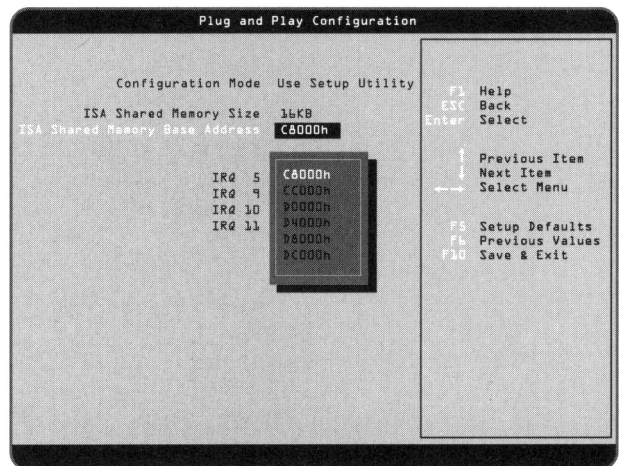 Plug and Play Configuration
Configuration Mode Use Setup Utility
ISA Shared Memory Size 16KB
ISA Shared Memory Base Address C8000h
IRQ 5
IRQ 9
IRQ 10
IRQ 11
C8000h
CC000h
D0000h
D4000h
D8000h
DC000h
F1 Help
ESC Back
Enter Select
↑ Previous Item
↓ Next Item
←→ Select Menu
F5 Setup Defaults
F6 Previous Values
F10 Save & Exit